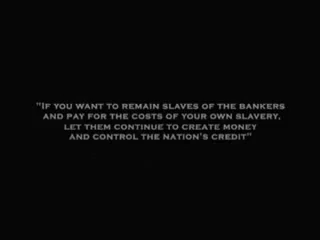 "If you want to remain slaves of the bankers
and pay for the costs of your own slavery,
let them continue to create money
and control the nation's credit"